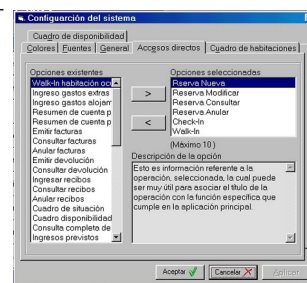 Configuarción del sistema
Cuadro de disponibilidad
Colores Fuentes General Accesos directos Cuadro de habitaciones
Opciones existentes
Walk-In habitación oc
Ingreso gastos extras
Ingreso gastos alojam
Resumen de cuenta p
Resumen de cuenta p
Emitir facturas
Consultar facturas
Anular facturas
Emitir devolución
Consultar devolución
Ingresar recibos
Consultar recibos
Anular recibos
Cuadro de situación
Cuadro disponibilidad
Consulta completa de
Ingresos previstos
>
<
Opciones seleccionadas
Rserva Nueva
Reserva Modificar
Reserva Consultar
Reserva Anular
Check-In
Walk-In
(Máximo 10 )
Descripción de la opción
Esto es información referente a la
operación, seleccionada, la cual puede
ser muy útil para asociar el título de la
operación con la función específica que
cumple en la aplicación principal.
Aceptar Cancelar Aplicar